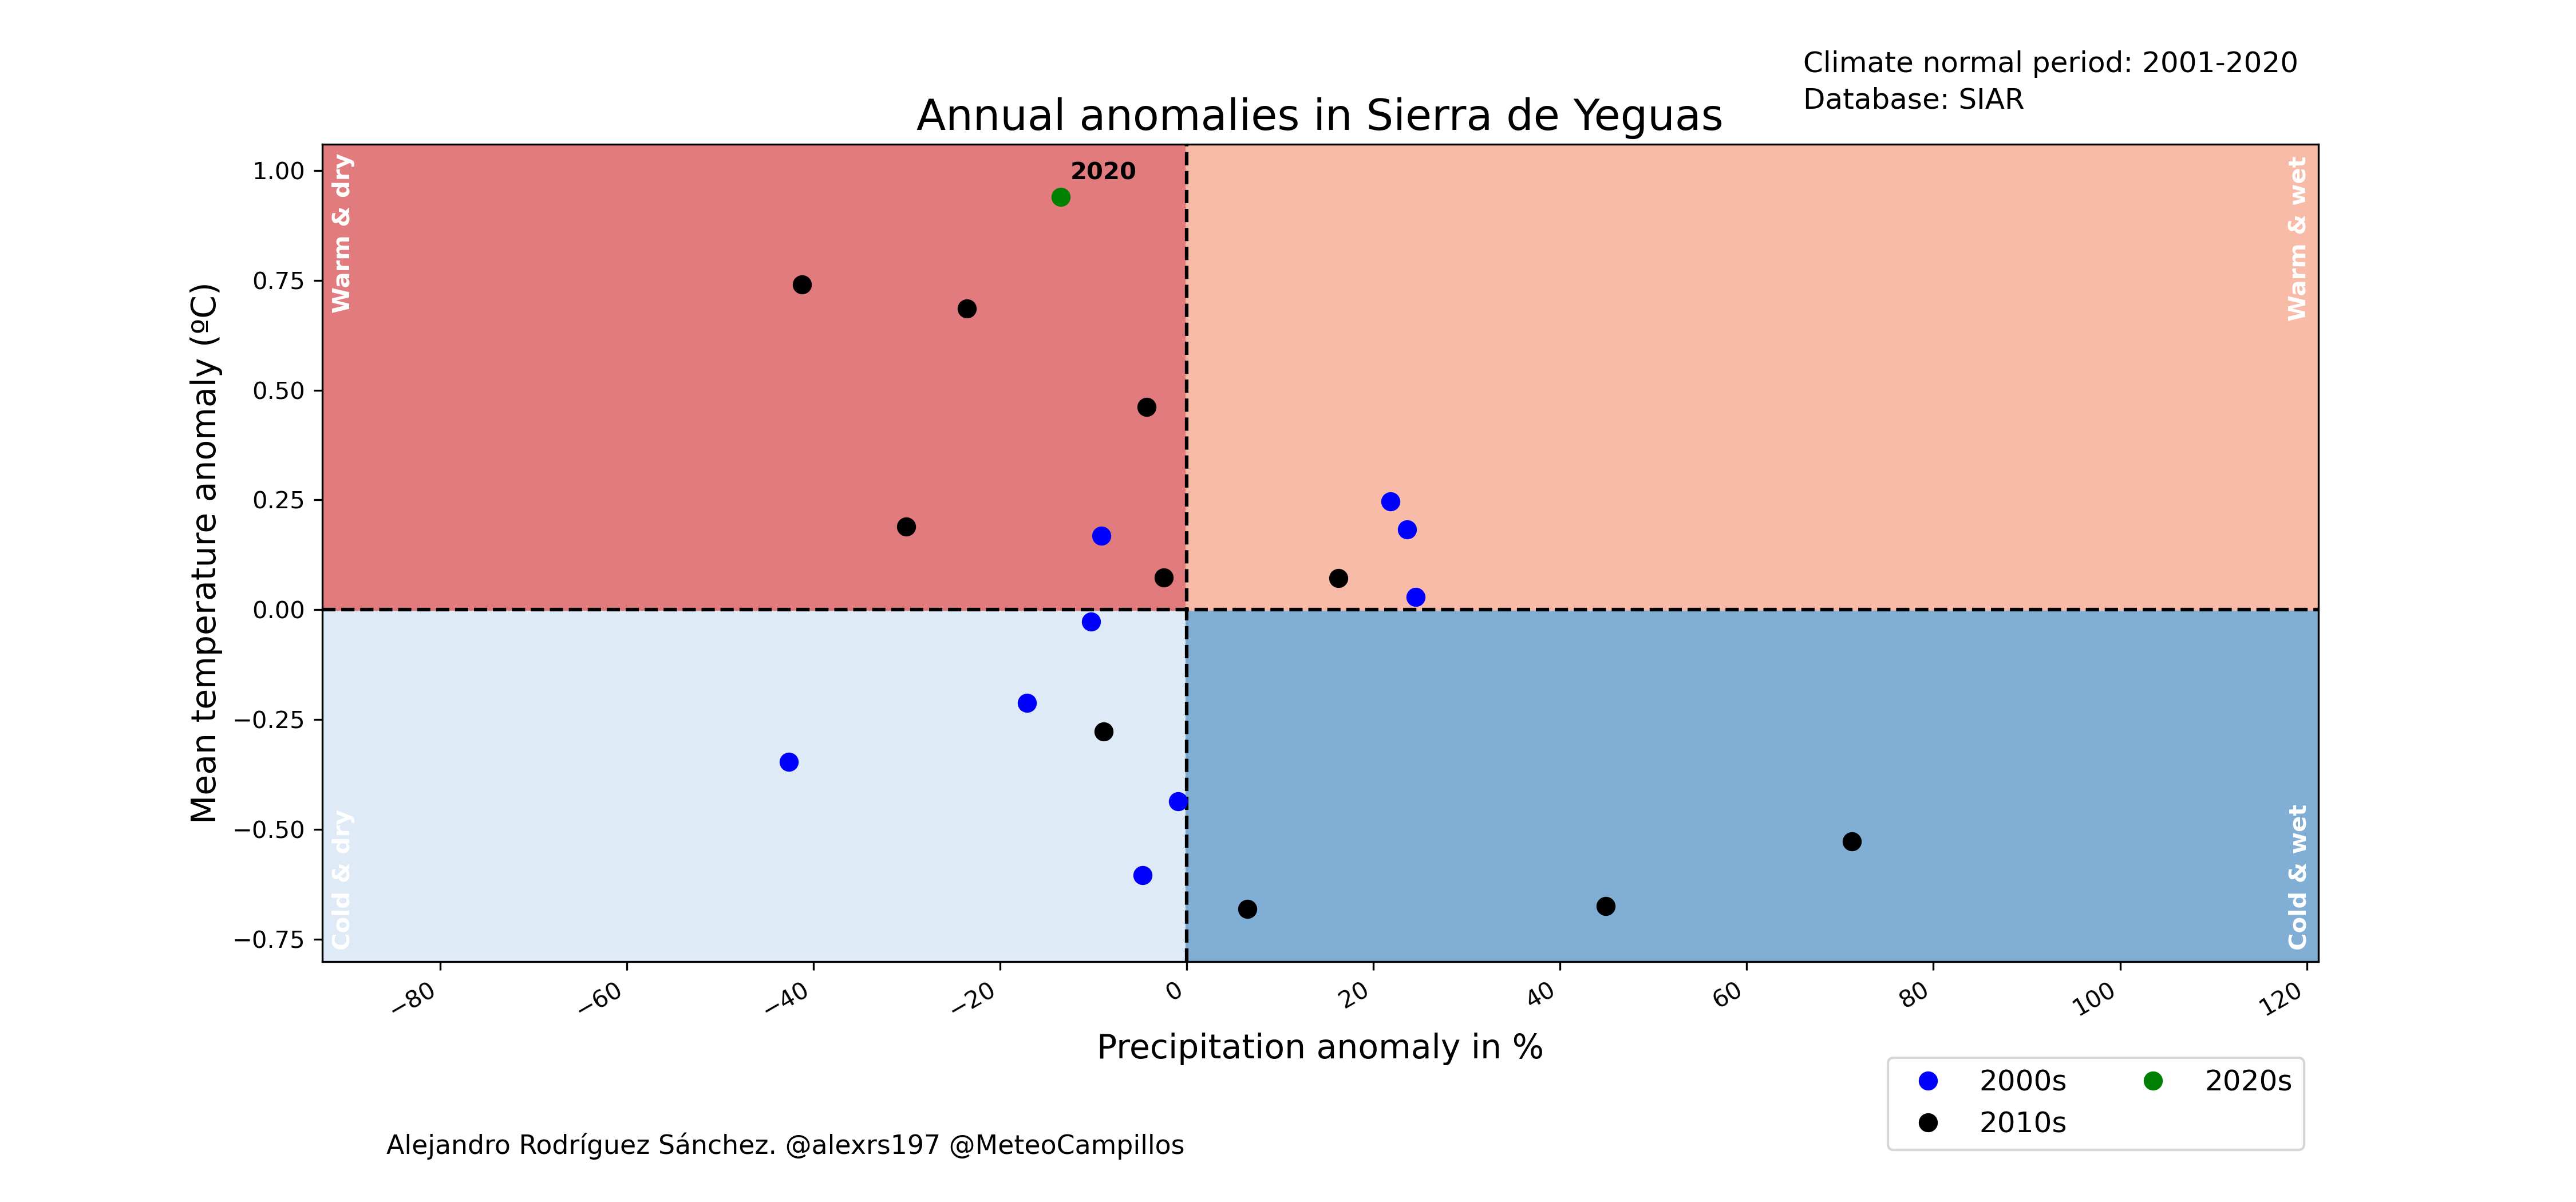 Climate normal period: 2001-2020
Database: SIAR
Annual anomalies in Sierra de Yeguas
Warm & dry
2020
Warm & wet
Mean temperature anomaly (ºC)
1.00
0.75
0.50
0.25
0.00
−0.25
−0.50
−0.75
Cold & dry
Cold & wet
−80
−60
−40
−20
0
20
40
60
80
100
120
Precipitation anomaly in %
2000s
2010s
2020s
Alejandro Rodríguez Sánchez. @alexrs197 @MeteoCampillos